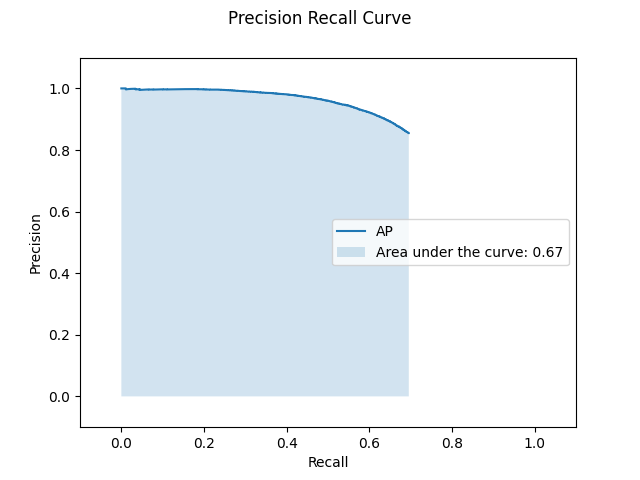 Precision Recall Curve
1.0
0.8
0.6
0.4
0.2
0.0
Precision
AP
Area under the curve: 0.67
0.0 0.2 0.4 0.6 0.8 1.0
Recall